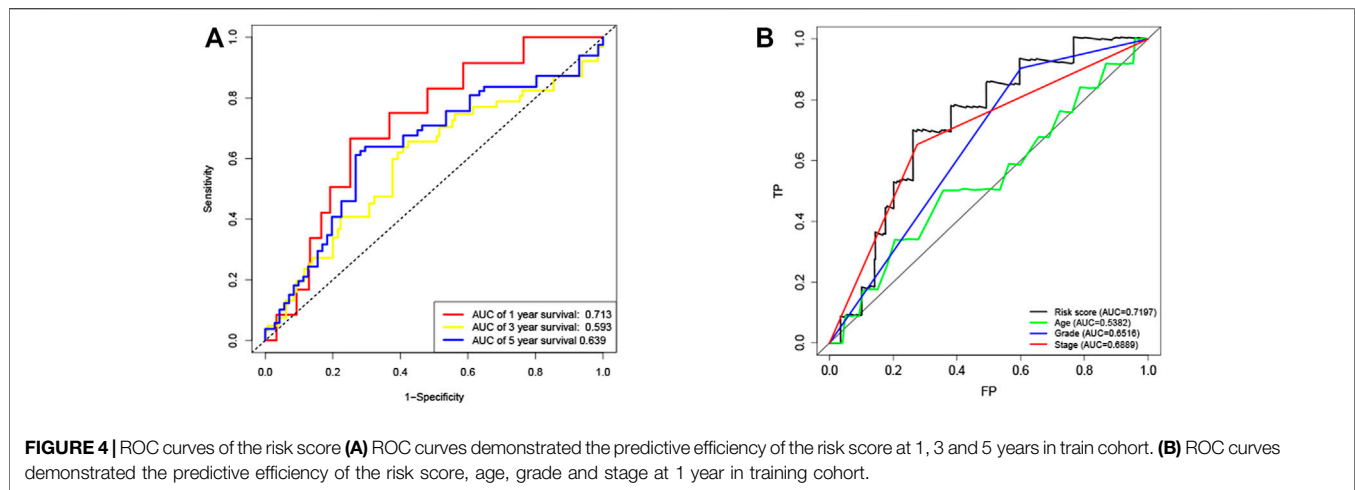 A
1.0
0.8
0.6
0.4
0.2
0.0
Sensitivity
AUC of 1 year survival: 0.713
AUC of 3 year survival: 0.593
AUC of 5 year survival 0.639
0.0 0.2 0.4 0.6 0.8 1.0
1-Specificity
B
1.0
0.8
0.6
0.4
0.2
0.0
TP
Risk score (AUC=0.7197)
Age (AUC=0.5382)
Grade (AUC=0.6516)
Stage (AUC=0.6889)
0.0 0.2 0.4 0.6 0.8 1.0
FP
FIGURE 4 | ROC curves of the risk score (A) ROC curves demonstrated the predictive efficiency of the risk score at 1, 3 and 5 years in train cohort. (B) ROC curves
demonstrated the predictive efficiency of the risk score, age, grade and stage at 1 year in training cohort.